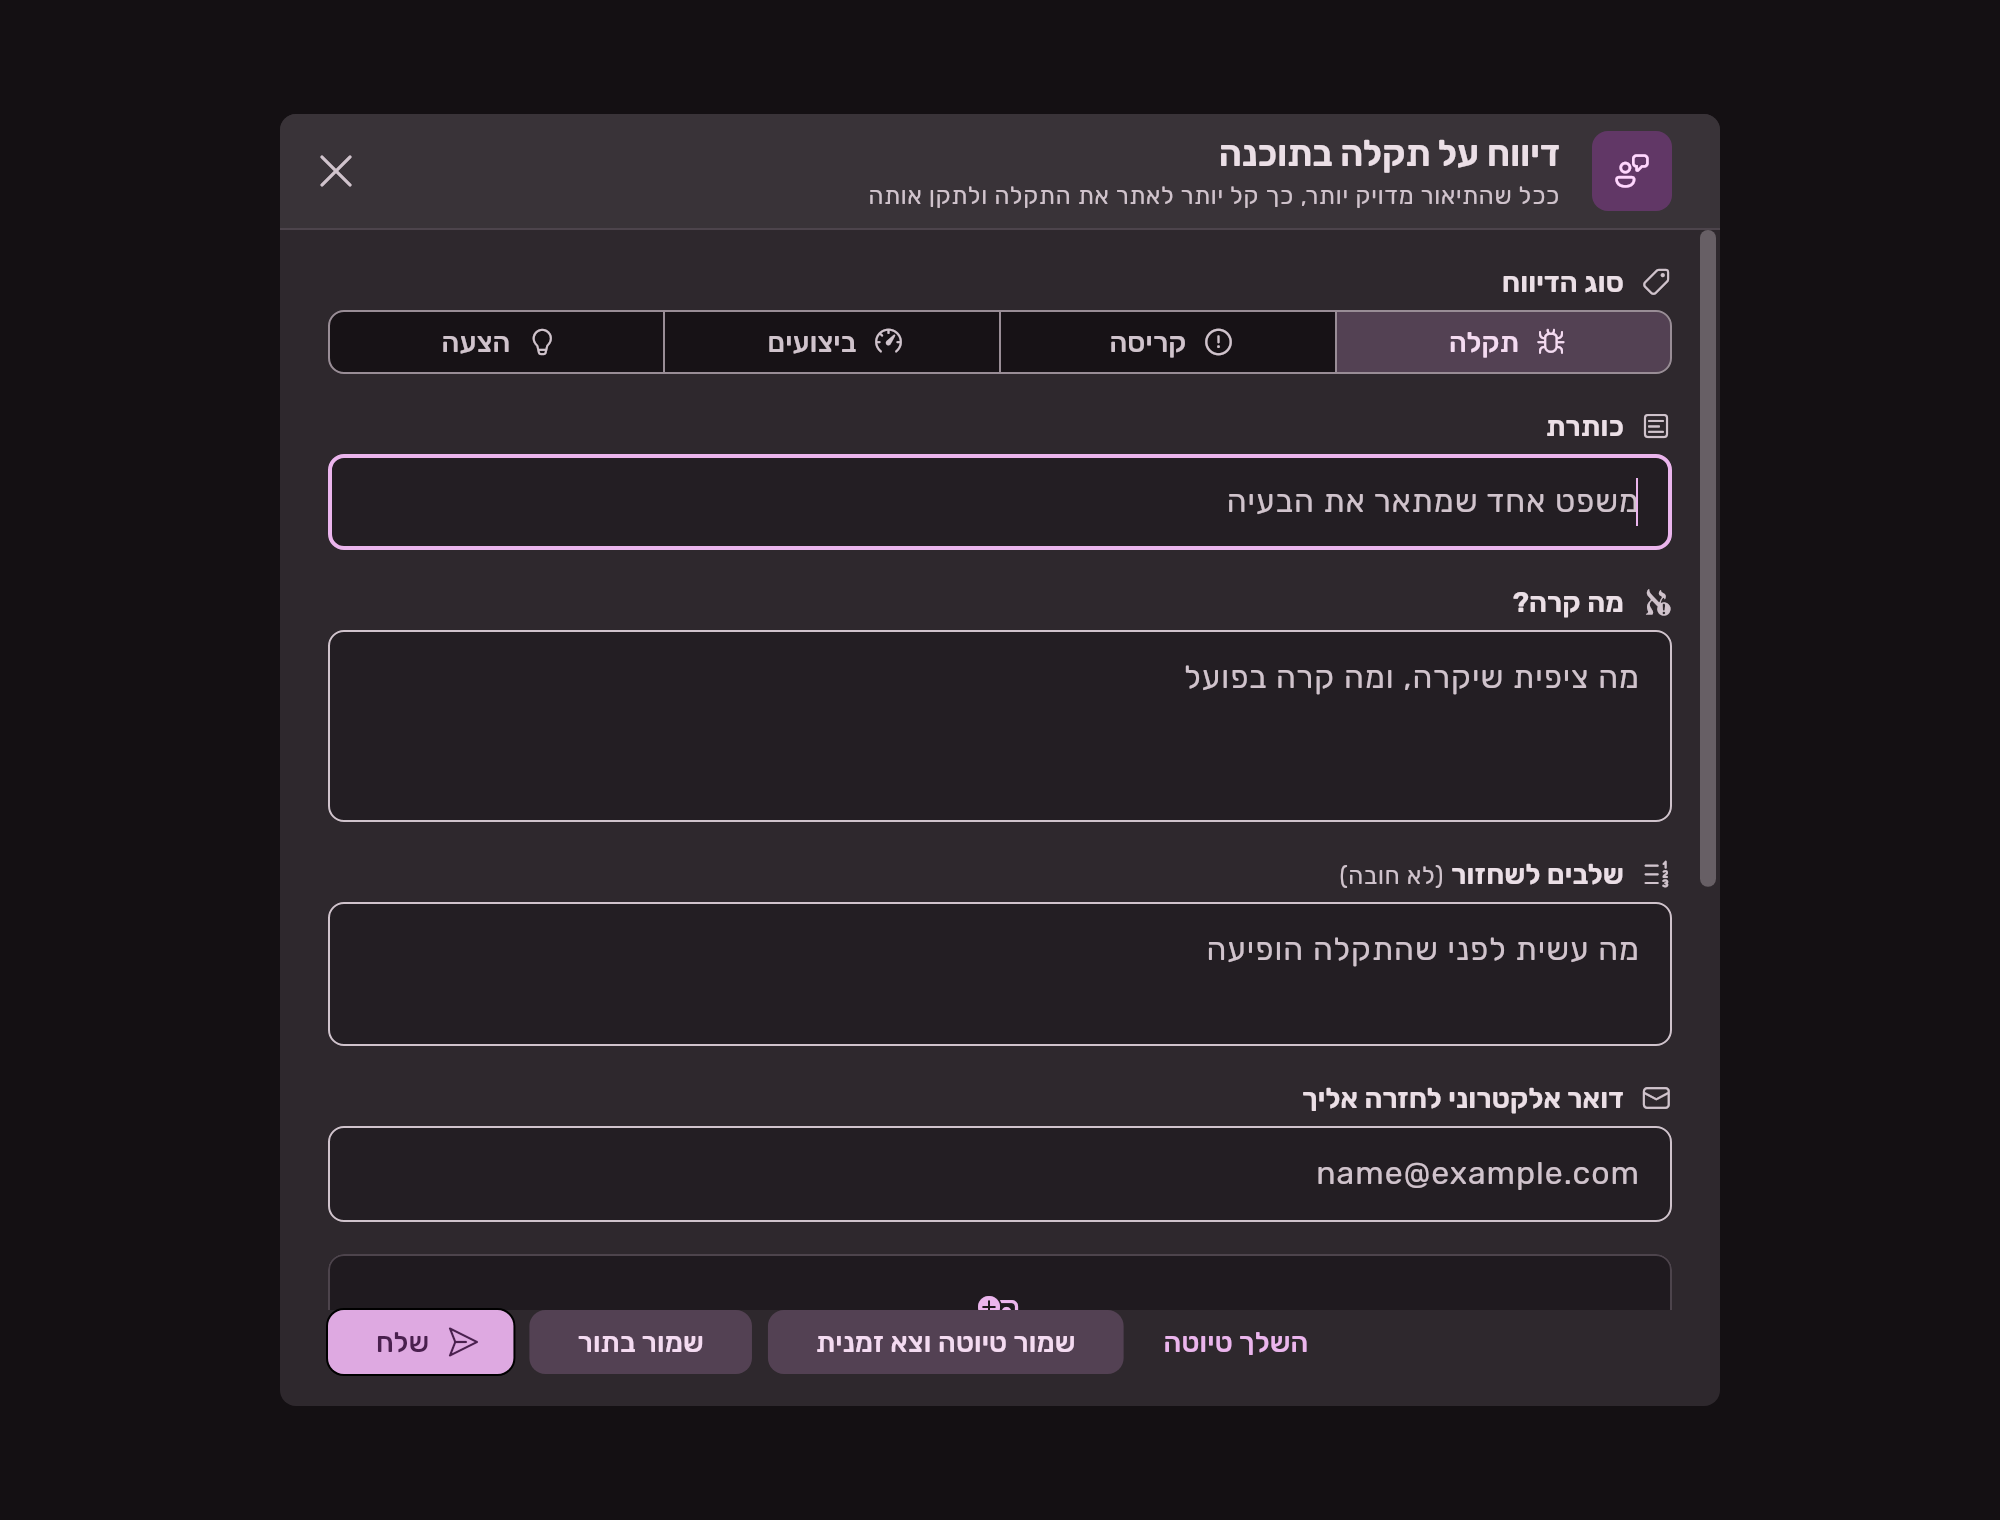 דיווח על תקלה בתוכנה
ככל שהתיאור מדויק יותר, כך קל יותר לאתר את התקלה ולתקן אותה
סוג הדיווח
תקלה
קריסה
ביצועים
הצעה
כותרת
משפט אחד שמתאר את הבעיה
מה קרה?
מה ציפית שיקרה, ומה קרה בפועל
שלבים לשחזור (לא חובה)
מה עשית לפני שהתקלה הופיעה
דואר אלקטרוני לחזרה אליך
name@example.com
השלך טיוטה
שמור טיוטה וצא זמנית
שמור בתור
שלח